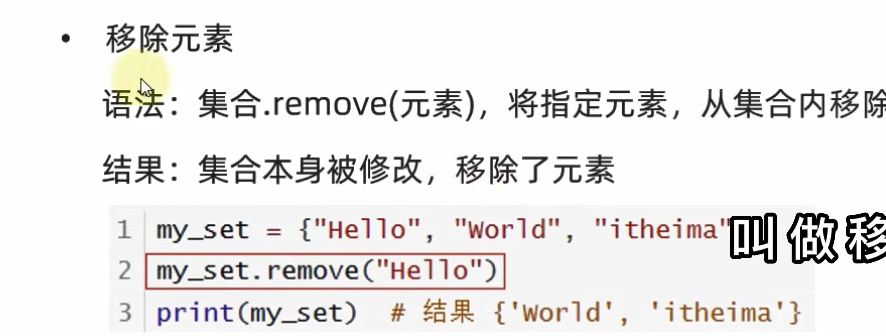 • 移除元素
语法：集合.remove(元素)，将指定元素，从集合内移除
结果：集合本身被修改，移除了元素
1 my_set = {"Hello", "World", "itheima"
2 my_set.remove("Hello")
3 print(my_set)  # 结果 {'World', 'itheima'}
叫做移